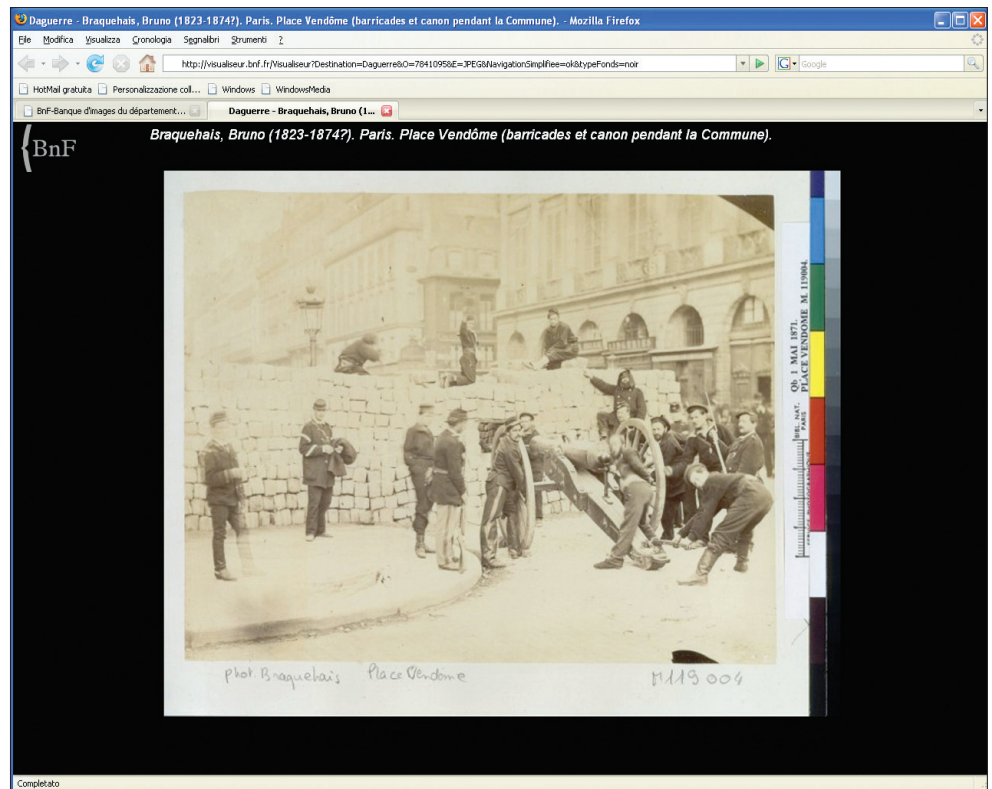 Daguerre - Braquehais, Bruno (1823-1874?). Paris. Place Vendôme (barricades et canon pendant la Commune). - Mozilla Firefox
File Modifica Visualizza Cronologia Segnalibri Strumenti ?
http://visualiseur.bnf.fr/Visualiseur?Destination=Daguerre&O=7841095&E=JPEG&NavigationSimplifiee=ok&typeFonds=noir
Google
HotMail gratuita Personalizzazione coll... Windows WindowsMedia
BnF-Banque d'images du département... Daguerre - Braquehais, Bruno (1...
Braquehais, Bruno (1823-1874?). Paris. Place Vendôme (barricades et canon pendant la Commune).
BnF
Qb 1 MAI 1871.
PLACE VENDOME M. 119004.
BIBL. NAT.
PARIS
SERVICE PHOTOGRAPHIQUE
phot. Braquehais Place Vendome M119 004
Completato